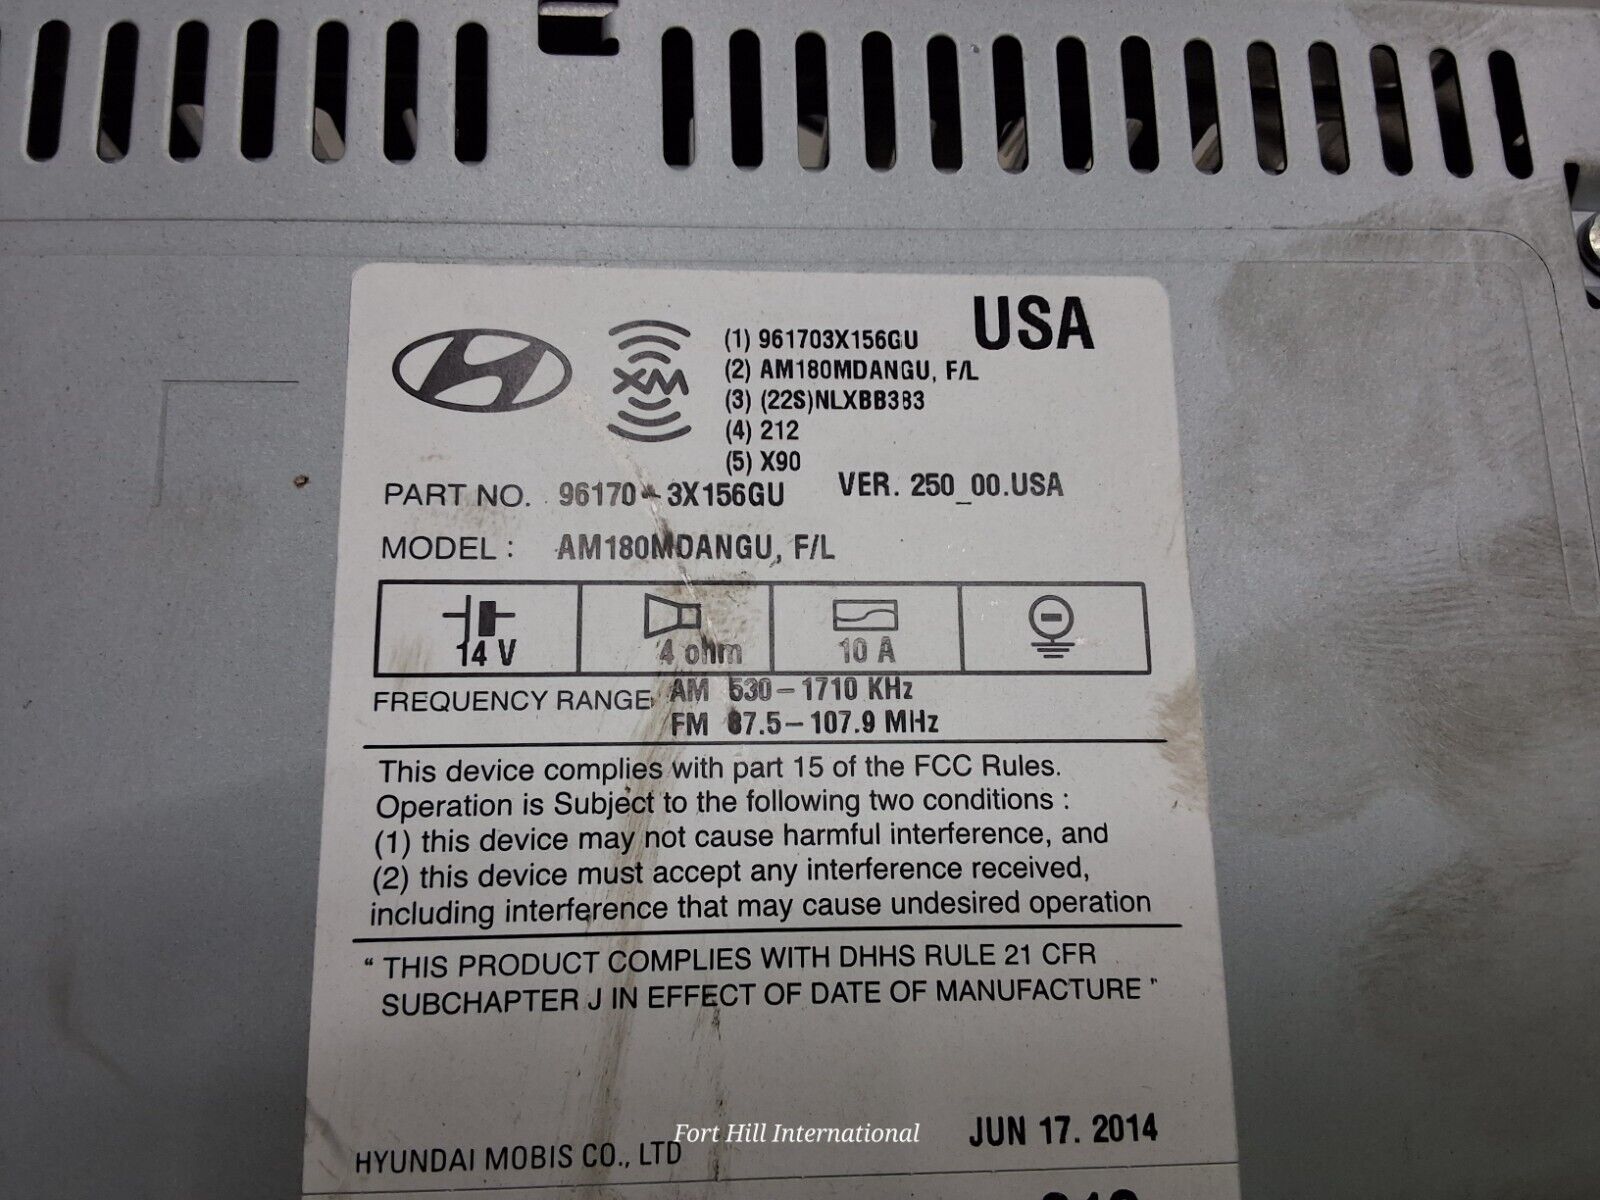 USA
XM
(1) 961703X156GU
(2) AM180MDANGU, F/L
(3) (22S)NLXBB383
(4) 212
(5) X90
PART NO. 96170-3X156GU VER. 250_00.USA
MODEL : AM180MDANGU, F/L
14 V 4 ohm 10 A
FREQUENCY RANGE AM 530-1710 KHz
FM 87.5-107.9 MHz
This device complies with part 15 of the FCC Rules.
Operation is Subject to the following two conditions :
(1) this device may not cause harmful interference, and
(2) this device must accept any interference received,
including interference that may cause undesired operation
“ THIS PRODUCT COMPLIES WITH DHHS RULE 21 CFR
SUBCHAPTER J IN EFFECT OF DATE OF MANUFACTURE ”
Fort Hill International
HYUNDAI MOBIS CO., LTD JUN 17. 2014